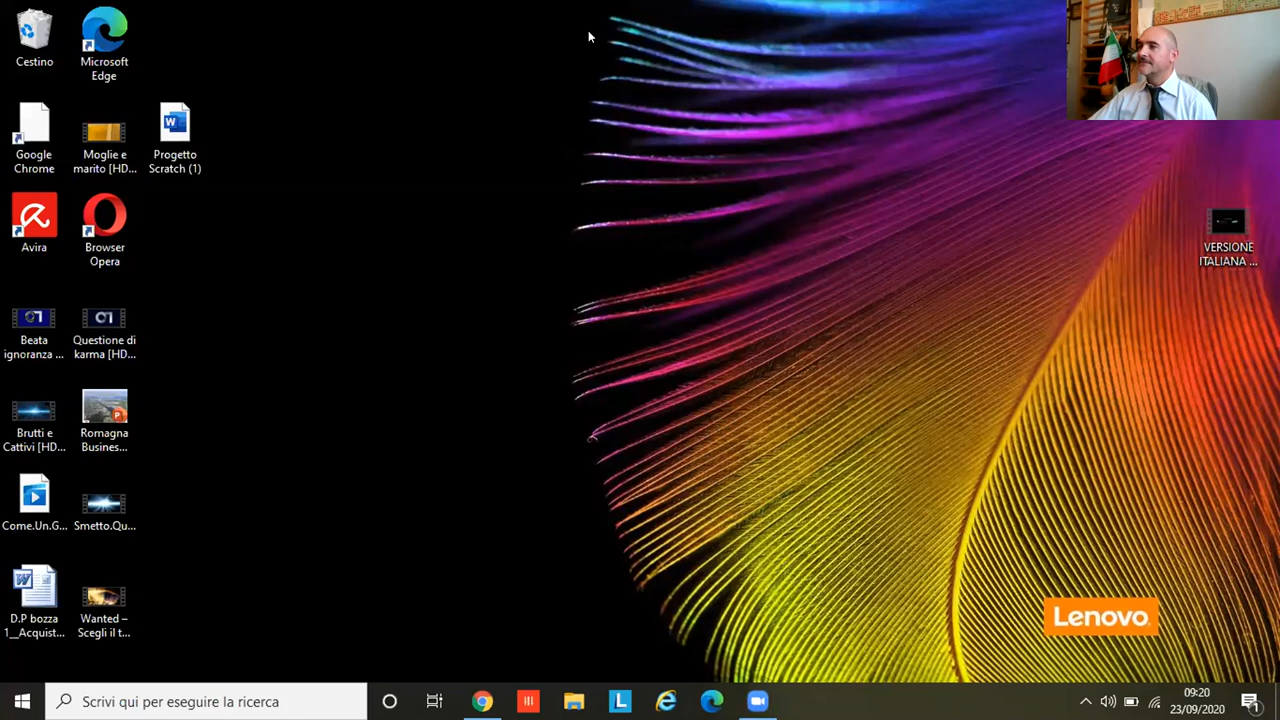 Cestino
Microsoft
Edge
Google
Chrome
Moglie e
marito [HD...
Progetto
Scratch (1)
Avira
Browser
Opera
Beata
ignoranza ...
Questione di
karma [HD...
Brutti e
Cattivi [HD...
Romagna
Business...
Come.Un.G...
Smetto.Qu...
D.P bozza
1__Acquist...
Wanted –
Scegli il t...
VERSIONE
ITALIANA ...
Lenovo
Scrivi qui per eseguire la ricerca
09:20
23/09/2020